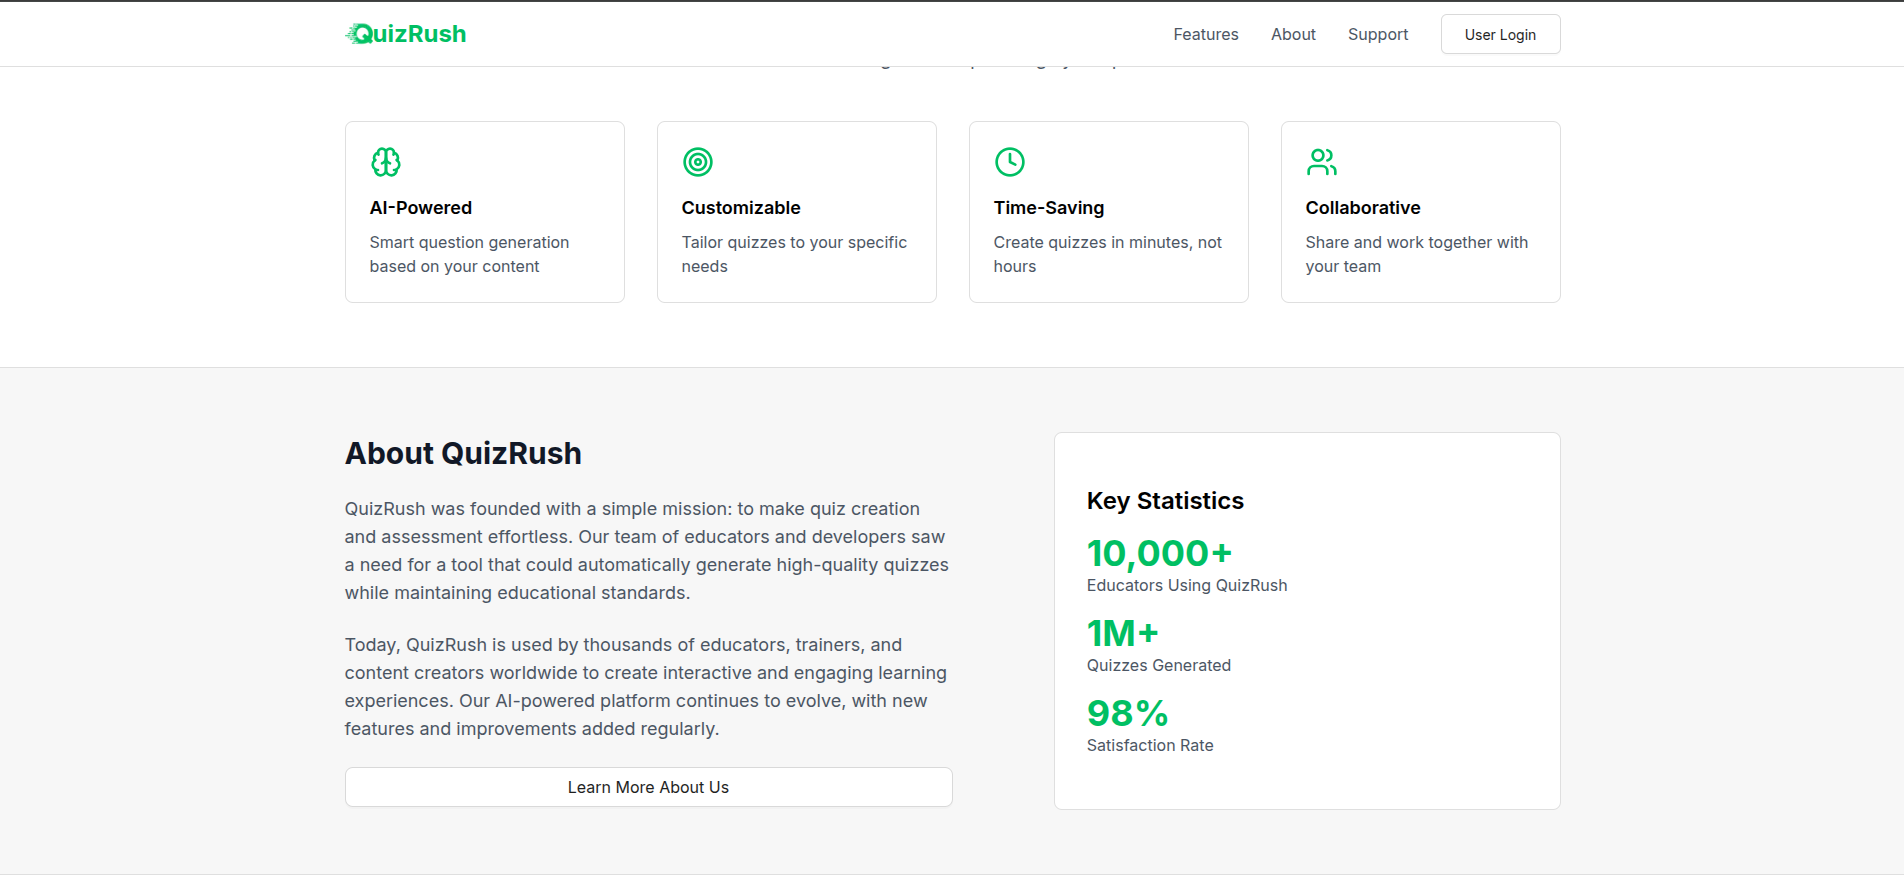 QuizRush
Features
About
Support
User Login
AI-Powered
Smart question generation
based on your content
Customizable
Tailor quizzes to your specific
needs
Time-Saving
Create quizzes in minutes, not
hours
Collaborative
Share and work together with
your team
About QuizRush
QuizRush was founded with a simple mission: to make quiz creation
and assessment effortless. Our team of educators and developers saw
a need for a tool that could automatically generate high-quality quizzes
while maintaining educational standards.
Today, QuizRush is used by thousands of educators, trainers, and
content creators worldwide to create interactive and engaging learning
experiences. Our AI-powered platform continues to evolve, with new
features and improvements added regularly.
Learn More About Us
Key Statistics
10,000+
Educators Using QuizRush
1M+
Quizzes Generated
98%
Satisfaction Rate